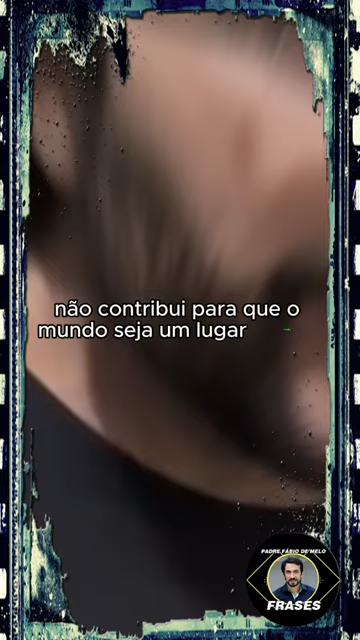 não contribui para que o
mundo seja um lugar
PADRE FÁBIO DE MELO
FRASES